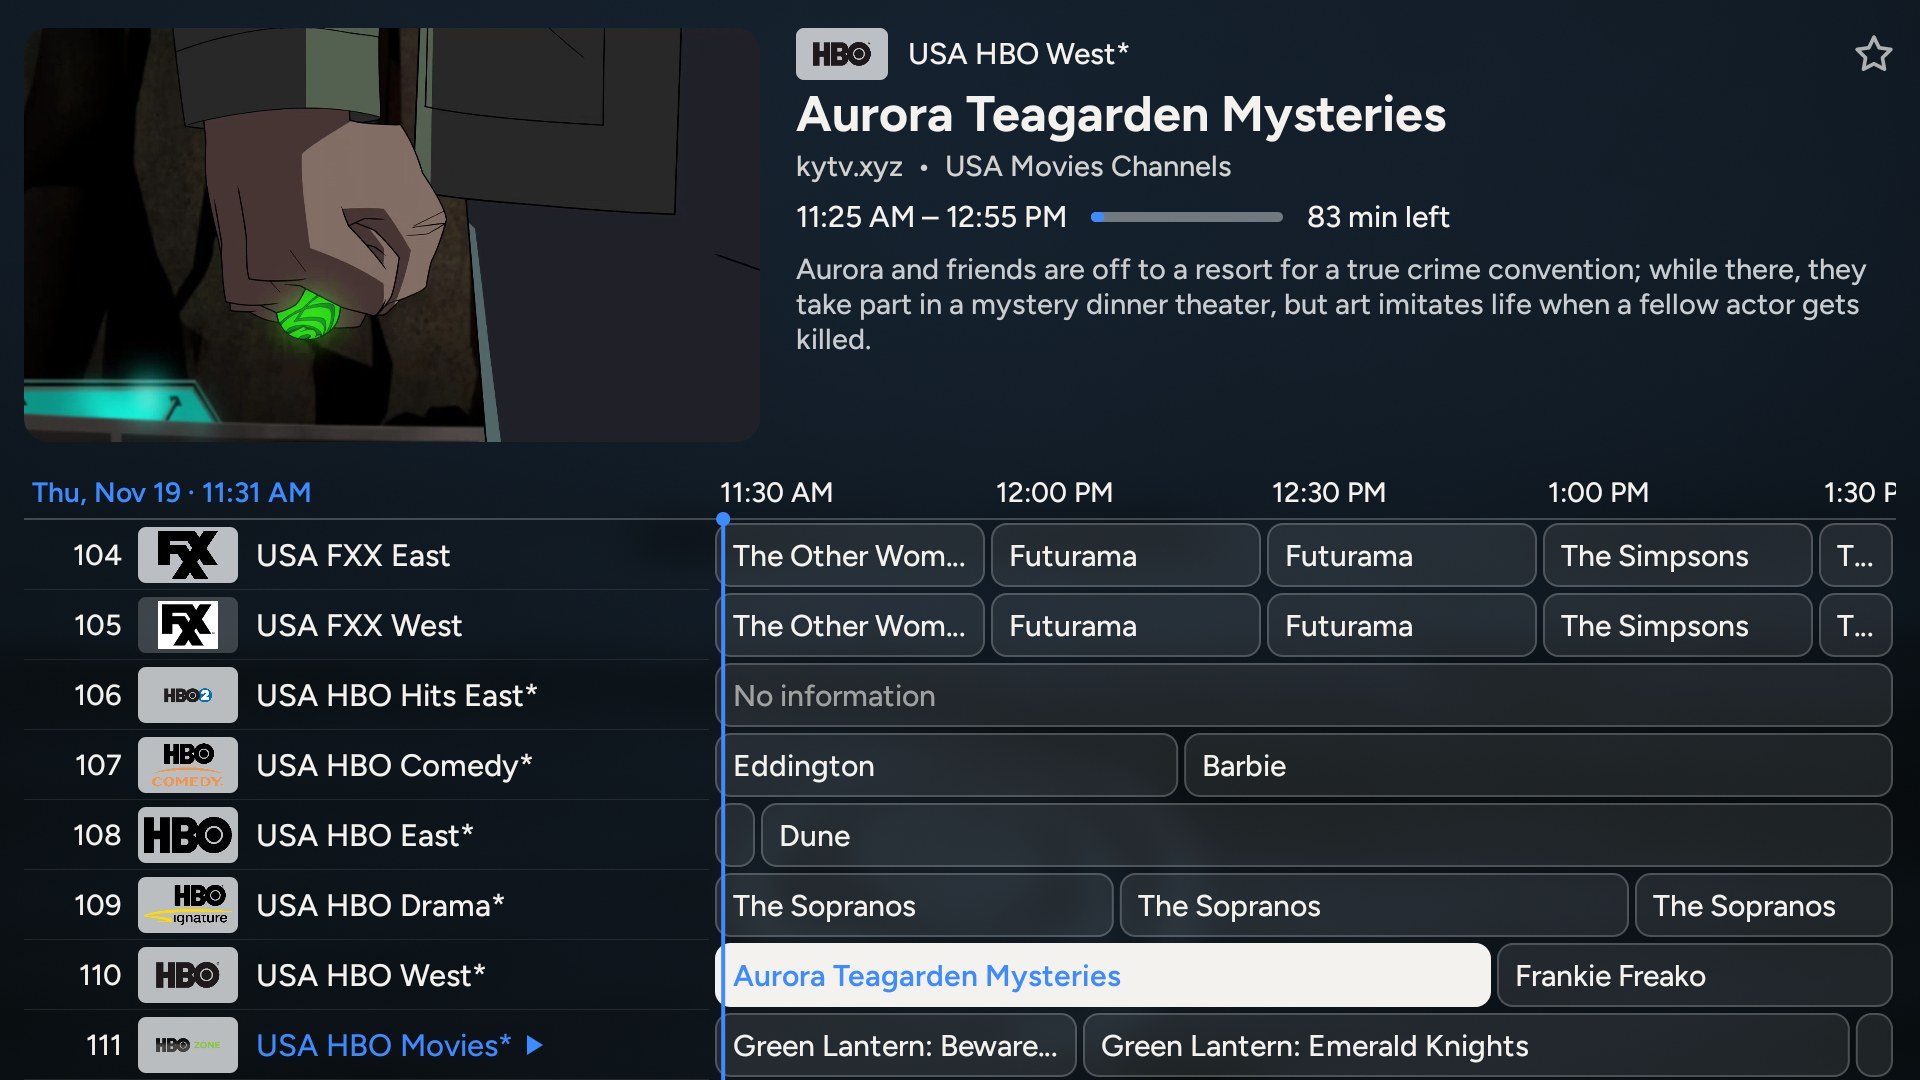 HBO USA HBO West*
Aurora Teagarden Mysteries
kytv.xyz • USA Movies Channels
11:25 AM – 12:55 PM 83 min left
Aurora and friends are off to a resort for a true crime convention; while there, they
take part in a mystery dinner theater, but art imitates life when a fellow actor gets
killed.
Thu, Nov 19 · 11:31 AM 11:30 AM 12:00 PM 12:30 PM 1:00 PM 1:30 P
104 FXX USA FXX East The Other Wom... Futurama Futurama The Simpsons T...
105 FXX USA FXX West The Other Wom... Futurama Futurama The Simpsons T...
106 HBO2 USA HBO Hits East* No information
107 HBO COMEDY. USA HBO Comedy* Eddington Barbie
108 HBO USA HBO East* Dune
109 HBO Signature USA HBO Drama* The Sopranos The Sopranos The Sopranos
110 HBO USA HBO West* Aurora Teagarden Mysteries Frankie Freako
111 HBO ZONE USA HBO Movies* Green Lantern: Beware... Green Lantern: Emerald Knights